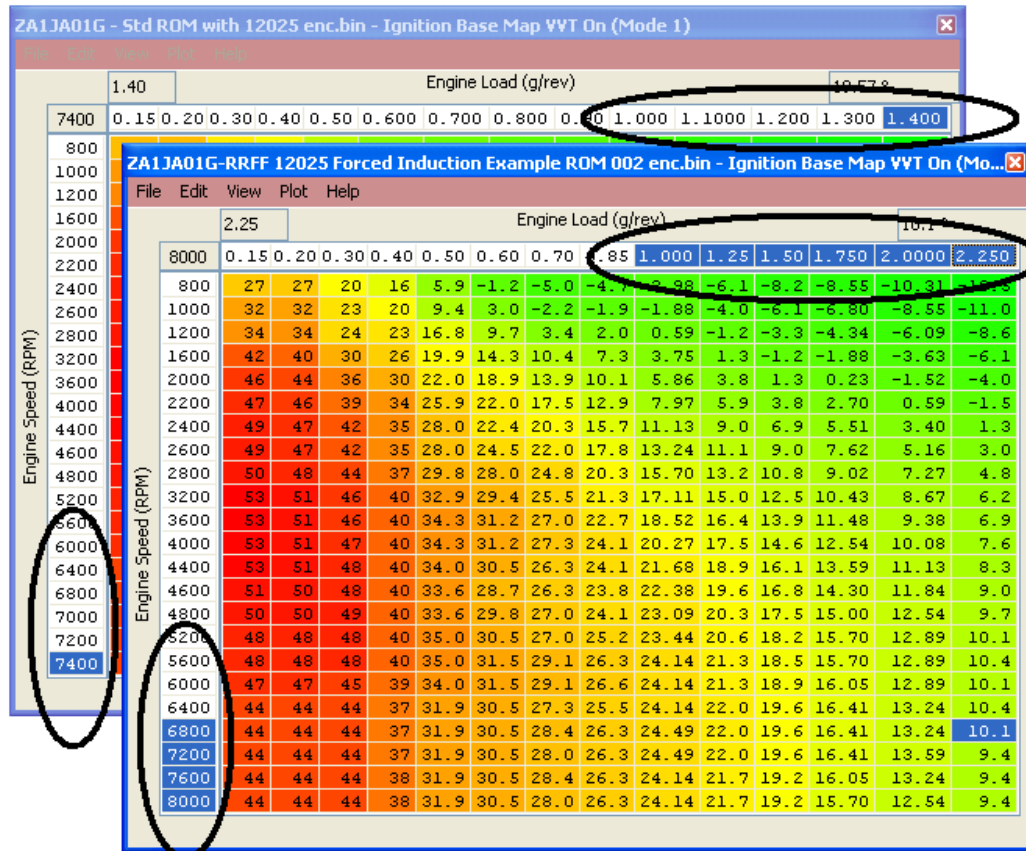 ZA1JA01G - Std ROM with 12025 enc.bin - Ignition Base Map VVT On (Mode 1)
File Edit View Plot Help
1.40 Engine Load (g/rev)
7400 0.15 0.20 0.30 0.40 0.50 0.600 0.700 0.800 1.000 1.1000 1.200 1.300 1.400
Engine Speed (RPM)
800
1000
1200
1600
2000
2200
2400
2600
2800
3200
3600
4000
4400
4600
4800
5200
5600
6000
6400
6800
7000
7200
7400
ZA1JA01G-RRFF 12025 Forced Induction Example ROM 002 enc.bin - Ignition Base Map VVT On (Mo...
File Edit View Plot Help
2.25 Engine Load (g/rev) 10.1
8000 0.15 0.20 0.30 0.40 0.50 0.60 0.70 .85 1.000 1.25 1.50 1.750 2.0000 2.250
Engine Speed (RPM)
800 27 27 20 16 5.9 -1.2 -5.0 -6.1 -8.2 -8.55 -10.31
1000 32 32 23 20 9.4 3.0 -2.2 -1.9 -1.88 -4.0 -6.1 -6.80 -8.55 -11.0
1200 34 34 24 23 16.8 9.7 3.4 2.0 0.59 -1.2 -3.3 -4.34 -6.09 -8.6
1600 42 40 30 26 19.9 14.3 10.4 7.3 3.75 1.3 -1.2 -1.88 -3.63 -6.1
2000 46 44 36 30 22.0 18.9 13.9 10.1 5.86 3.8 1.3 0.23 -1.52 -4.0
2200 47 46 39 34 25.9 22.0 17.5 12.9 7.97 5.9 3.8 2.70 0.59 -1.5
2400 49 47 42 35 28.0 22.4 20.3 15.7 11.13 9.0 6.9 5.51 3.40 1.3
2600 49 47 42 35 28.0 24.5 22.0 17.8 13.24 11.1 9.0 7.62 5.16 3.0
2800 50 48 44 37 29.8 28.0 24.8 20.3 15.70 13.2 10.8 9.02 7.27 4.8
3200 53 51 46 40 32.9 29.4 25.5 21.3 17.11 15.0 12.5 10.43 8.67 6.2
3600 53 51 46 40 34.3 31.2 27.0 22.7 18.52 16.4 13.9 11.48 9.38 6.9
4000 53 51 47 40 34.3 31.2 27.3 24.1 20.27 17.5 14.6 12.54 10.08 7.6
4400 53 51 48 40 34.0 30.5 26.3 24.1 21.68 18.9 16.1 13.59 11.13 8.3
4600 51 50 48 40 33.6 28.7 26.3 23.8 22.38 19.6 16.8 14.30 11.84 9.0
4800 50 50 49 40 33.6 29.8 27.0 24.1 23.09 20.3 17.5 15.00 12.54 9.7
5200 48 48 48 40 35.0 30.5 27.0 25.2 23.44 20.6 18.2 15.70 12.89 10.1
5600 48 48 48 40 35.0 31.5 29.1 26.3 24.14 21.3 18.5 15.70 12.89 10.4
6000 47 47 45 39 34.0 31.5 29.1 26.6 24.14 21.3 18.9 16.05 12.89 10.1
6400 44 44 44 37 31.9 30.5 27.3 25.5 24.14 22.0 19.6 16.41 13.24 10.4
6800 44 44 44 37 31.9 30.5 28.4 26.3 24.49 22.0 19.6 16.41 13.24 10.1
7200 44 44 44 37 31.9 30.5 28.0 26.3 24.49 22.0 19.6 16.41 13.59 9.4
7600 44 44 44 38 31.9 30.5 28.4 26.3 24.14 21.7 19.2 16.05 13.24 9.4
8000 44 44 44 38 31.9 30.5 28.0 26.3 24.14 21.7 19.2 15.70 12.54 9.4